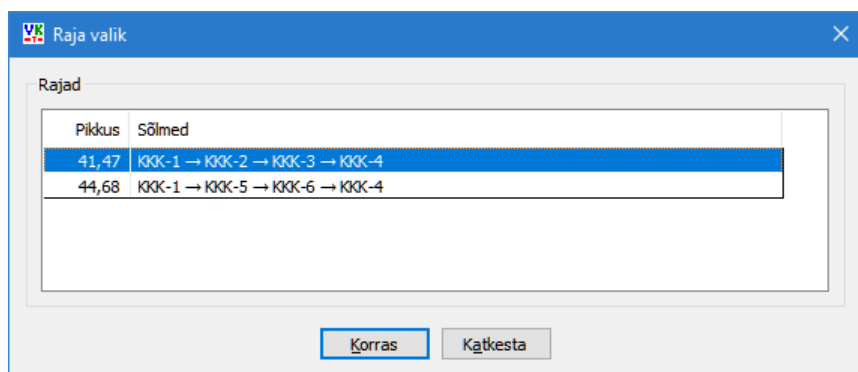 VK
-T-
Raja valik
Rajad
Pikkus Sõlmed
41,47 KKK-1 → KKK-2 → KKK-3 → KKK-4
44,68 KKK-1 → KKK-5 → KKK-6 → KKK-4
Korras Katkesta